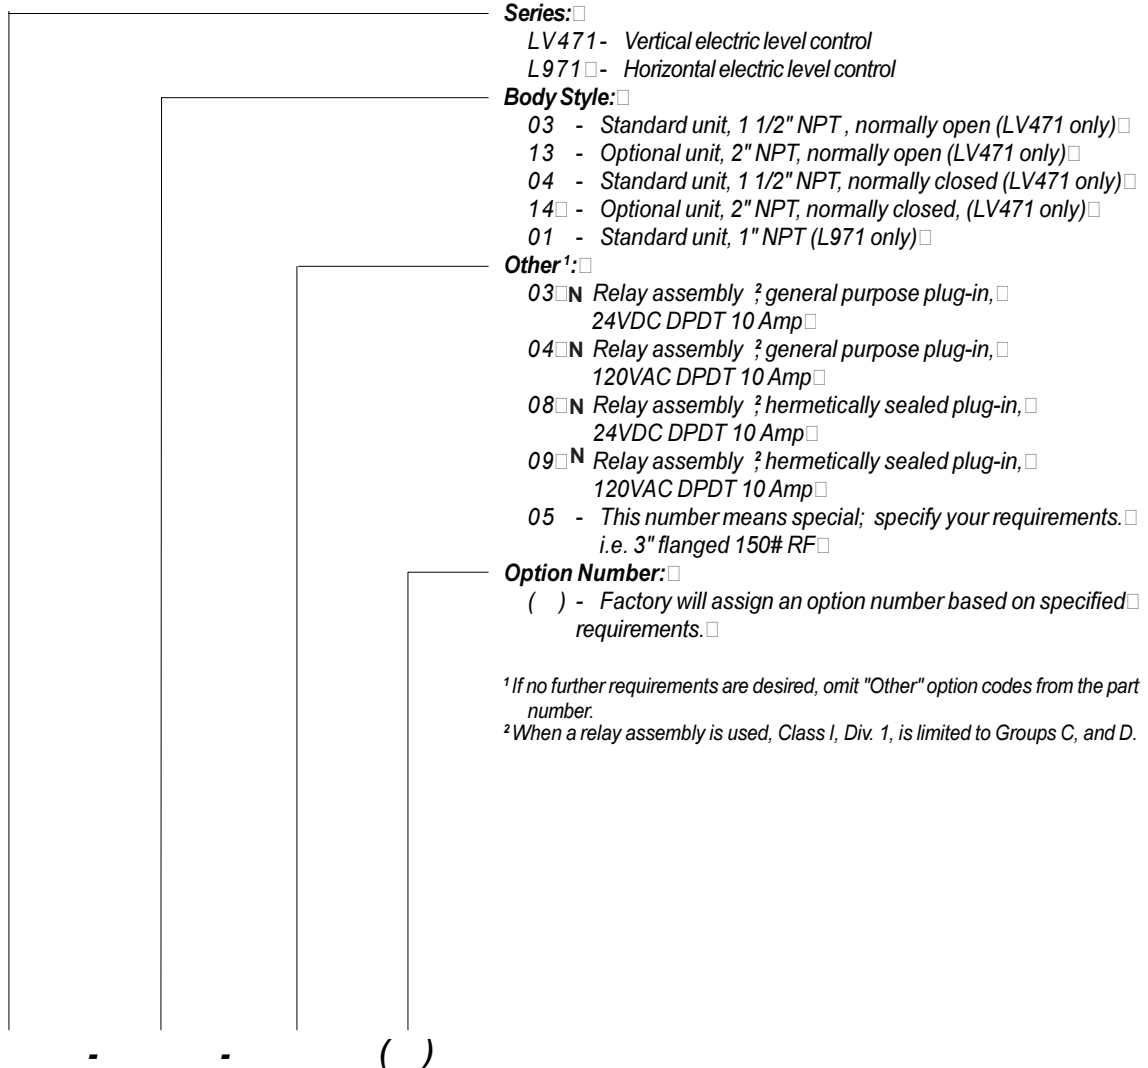 Series:
LV471 - Vertical electric level control
L971 - Horizontal electric level control
Body Style:
03 - Standard unit, 1 1/2" NPT , normally open (LV471 only)
13 - Optional unit, 2" NPT, normally open (LV471 only)
04 - Standard unit, 1 1/2" NPT, normally closed (LV471 only)
14 - Optional unit, 2" NPT, normally closed, (LV471 only)
01 - Standard unit, 1" NPT (L971 only)
Other ¹:
03 N Relay assembly ², general purpose plug-in,
24VDC DPDT 10 Amp
04 N Relay assembly ², general purpose plug-in,
120VAC DPDT 10 Amp
08 N Relay assembly ², hermetically sealed plug-in,
24VDC DPDT 10 Amp
09 N Relay assembly ², hermetically sealed plug-in,
120VAC DPDT 10 Amp
05 - This number means special; specify your requirements.
i.e. 3" flanged 150# RF
Option Number:
( ) - Factory will assign an option number based on specified
requirements.
¹ If no further requirements are desired, omit "Other" option codes from the part
number.
² When a relay assembly is used, Class I, Div. 1, is limited to Groups C, and D.
- - ( )